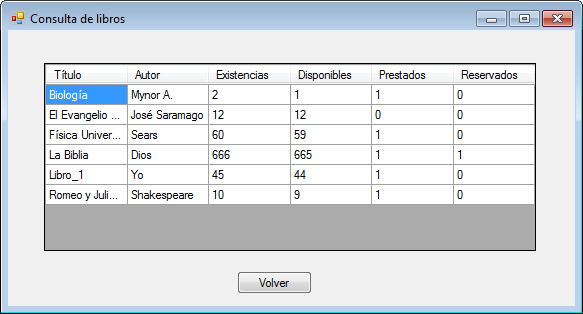 Consulta de libros
Título Autor Existencias Disponibles Prestados Reservados
Biología Mynor A. 2 1 1 0
El Evangelio ... José Saramago 12 12 0 0
Física Univer... Sears 60 59 1 0
La Biblia Dios 666 665 1 1
Libro_1 Yo 45 44 1 0
Romeo y Juli... Shakespeare 10 9 1 0
Volver